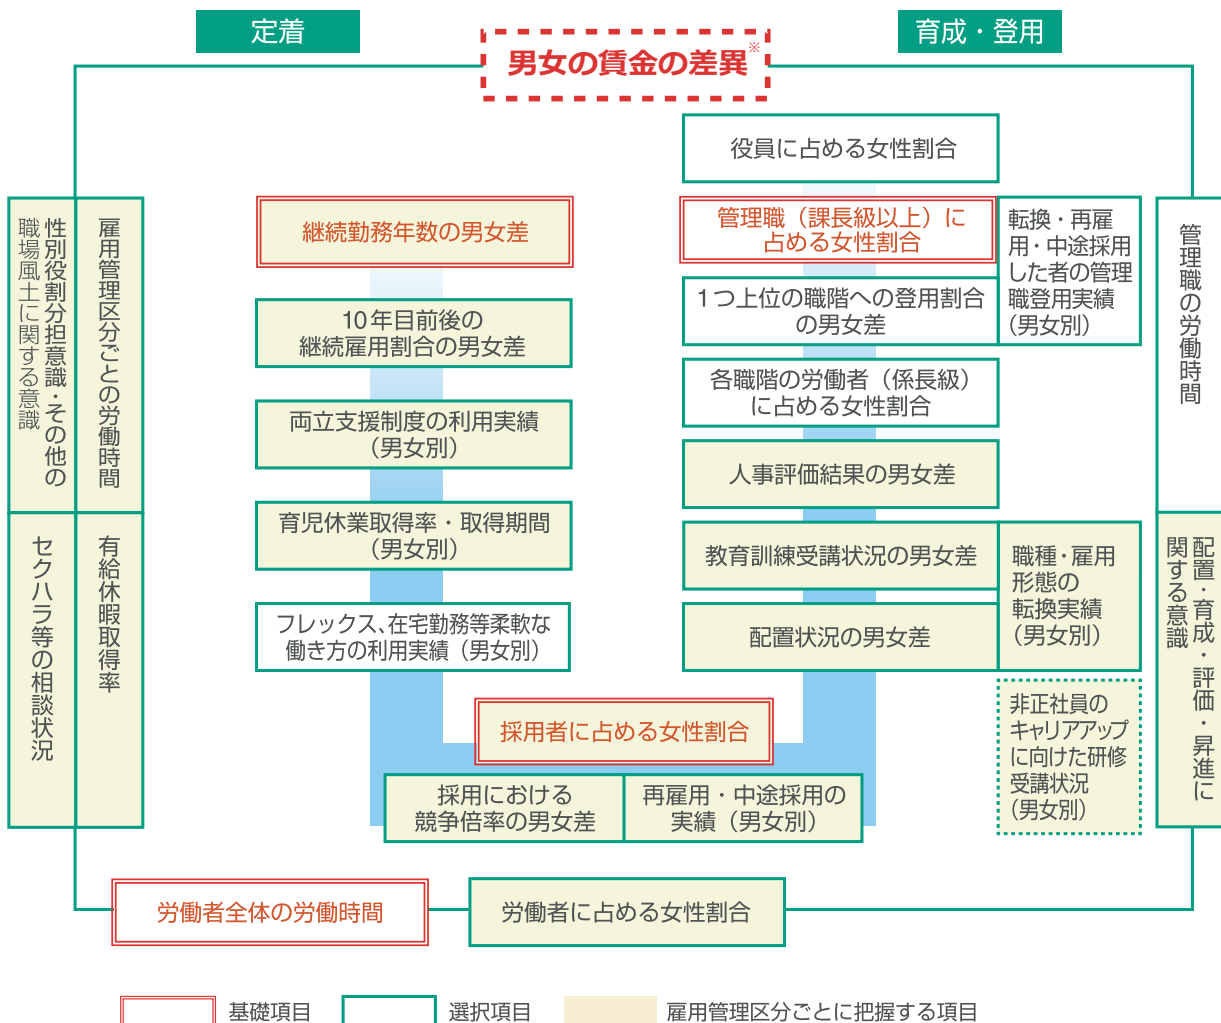 定着
育成・登用
男女の賃金の差異※
役員に占める女性割合
性別役割分担意識・その他の
職場風土に関する意識
雇用管理区分ごとの労働時間
継続勤務年数の男女差
管理職（課長級以上）に
占める女性割合
転換・再雇
用・中途採用
した者の管理
職登用実績
（男女別）
管理職の労働時間
10年目前後の
継続雇用割合の男女差
1つ上位の職階への登用割合
の男女差
両立支援制度の利用実績
（男女別）
各職階の労働者（係長級）
に占める女性割合
人事評価結果の男女差
セクハラ等の相談状況
有給休暇取得率
育児休業取得率・取得期間
（男女別）
教育訓練受講状況の男女差
職種・雇用
形態の
転換実績
（男女別）
配置・育成・評価・昇進に
関する意識
フレックス、在宅勤務等柔軟な
働き方の利用実績（男女別）
配置状況の男女差
非正社員の
キャリアアップ
に向けた研修
受講状況
（男女別）
採用者に占める女性割合
採用における
競争倍率の男女差
再雇用・中途採用の
実績（男女別）
労働者全体の労働時間
労働者に占める女性割合
基礎項目
選択項目
雇用管理区分ごとに把握する項目